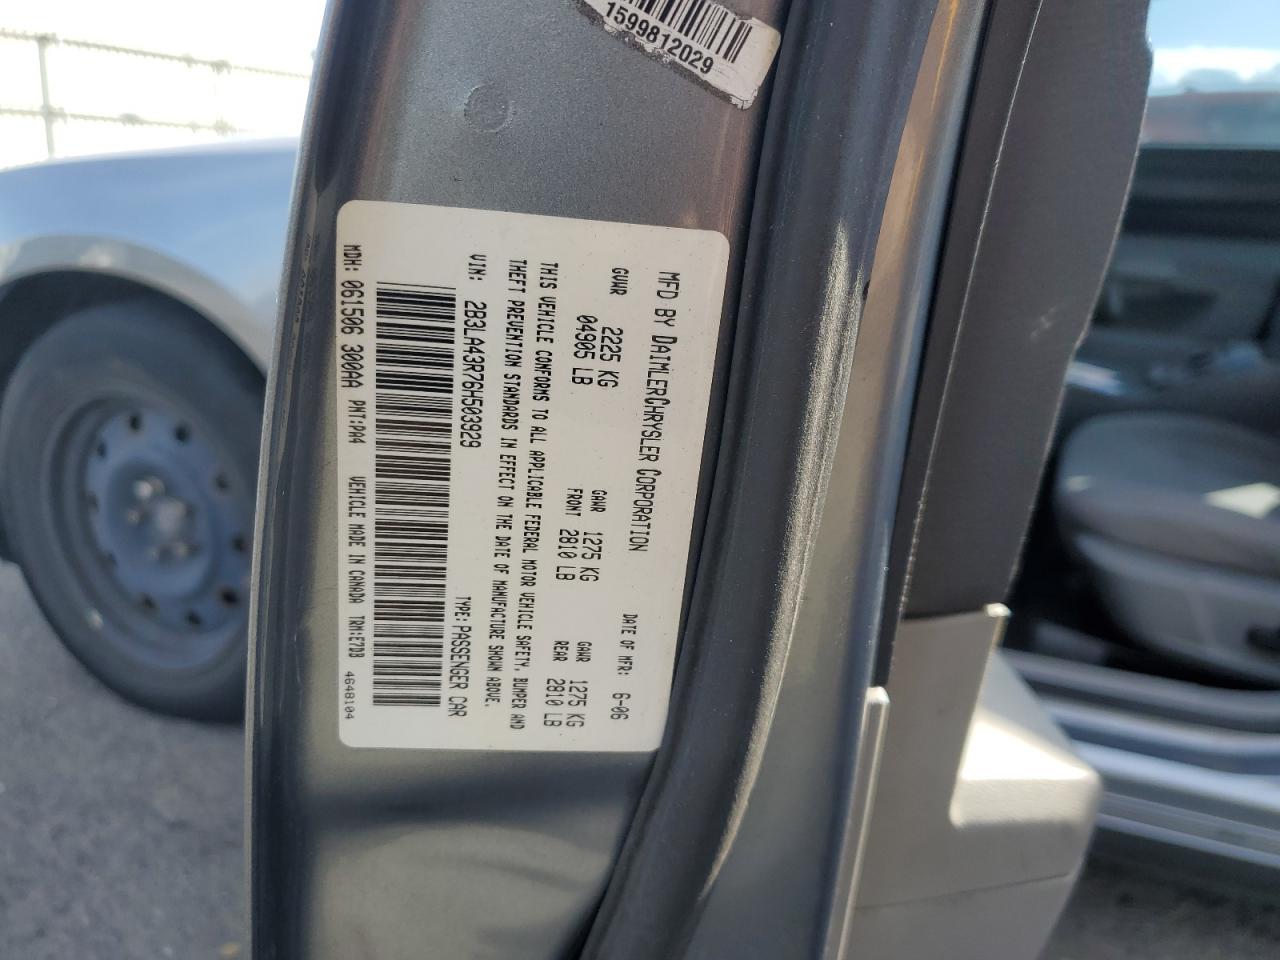 1599812029
MFD BY DAIMLERCHRYSLER CORPORATION DATE OF MFR: 6-06
GVWR 2225 KG GAWR 1275 KG GAWR 1275 KG
04905 LB FRONT 2810 LB REAR 2810 LB
THIS VEHICLE CONFORMS TO ALL APPLICABLE FEDERAL MOTOR VEHICLE SAFETY, BUMPER AND
THEFT PREVENTION STANDARDS IN EFFECT ON THE DATE OF MANUFACTURE SHOWN ABOVE.
VIN: 2B3LA43R76H503929 TYPE: PASSENGER CAR
MDH: 061506 300AA PNT: PA4 VEHICLE MADE IN CANADA TRM: E7D3 4648104